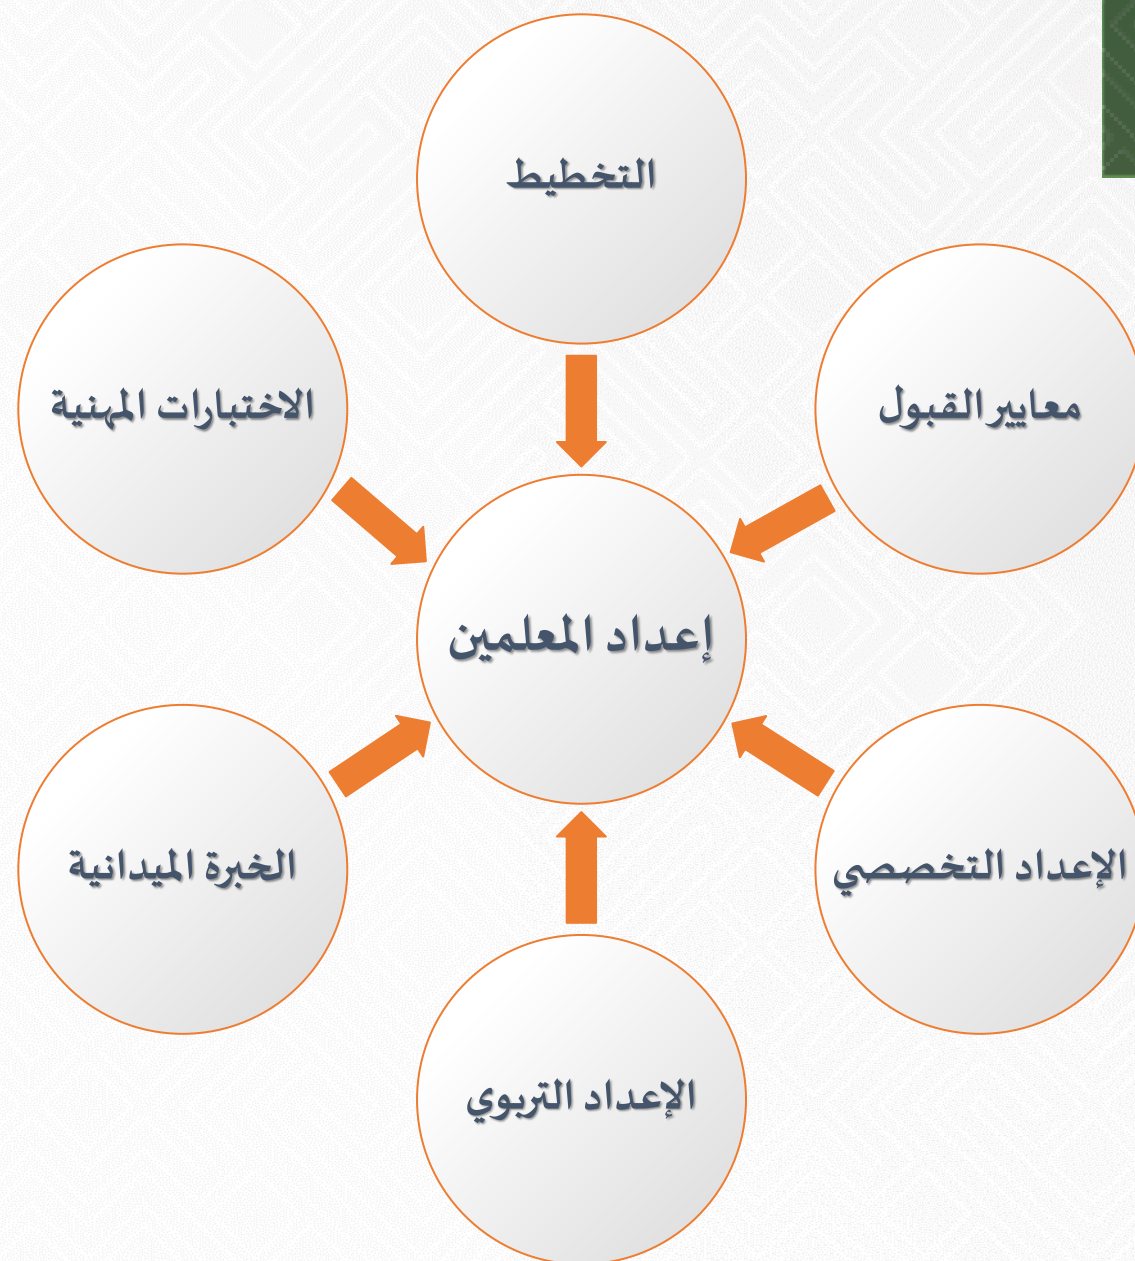 التخطيط
معايير القبول
الاختبارات المهنية
إعداد المعلمين
الإعداد التخصصي
الخبرة الميدانية
الإعداد التربوي